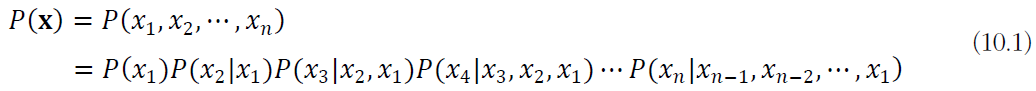 P(𝐱) = P(x₁, x₂, ⋯, xₙ)
= P(x₁)P(x₂|x₁)P(x₃|x₂, x₁)P(x₄|x₃, x₂, x₁) ⋯ P(xₙ|xₙ₋₁, xₙ₋₂, ⋯, x₁)
(10.1)